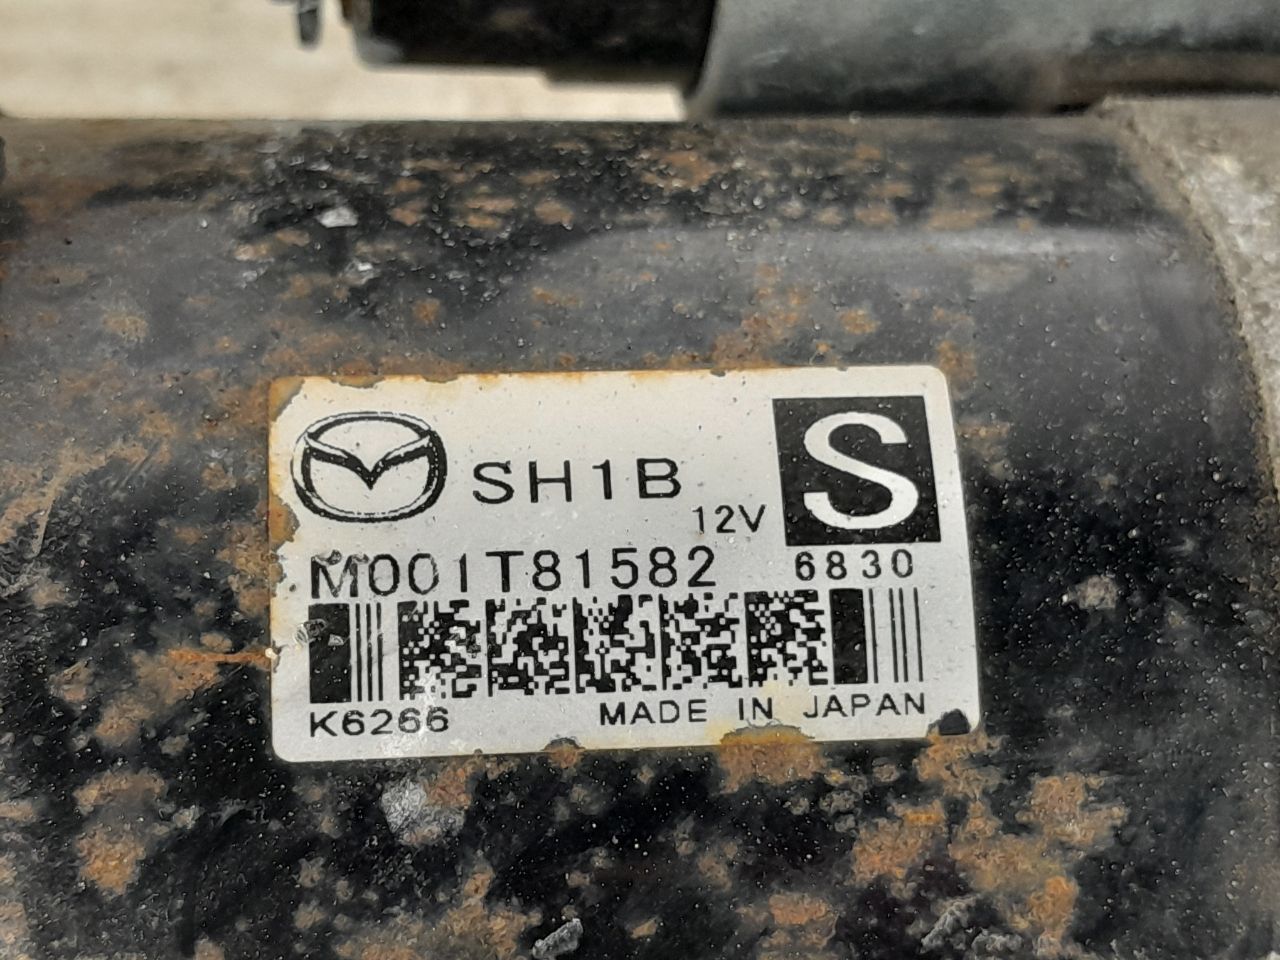 SH1B
S
12V
M001T81582
6830
K6266
MADE IN JAPAN